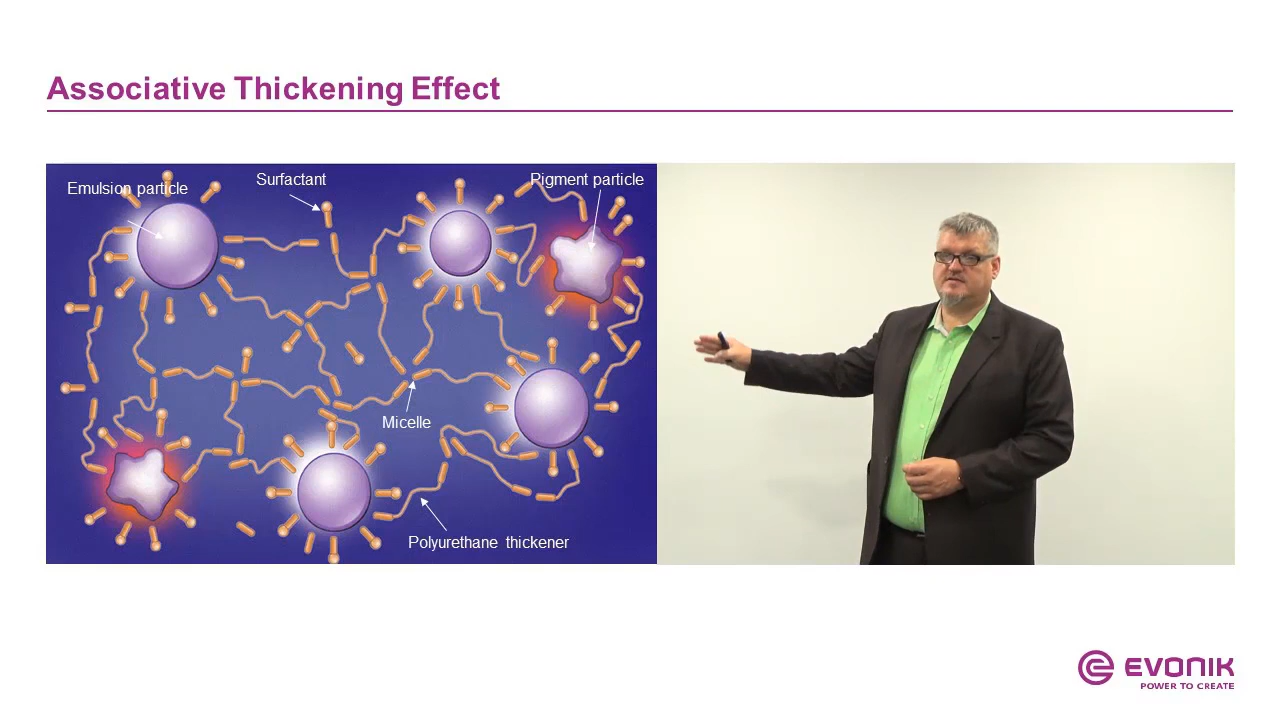 Associative Thickening Effect
Emulsion particle
Surfactant
Pigment particle
Micelle
Polyurethane thickener
EVONIK
POWER TO CREATE